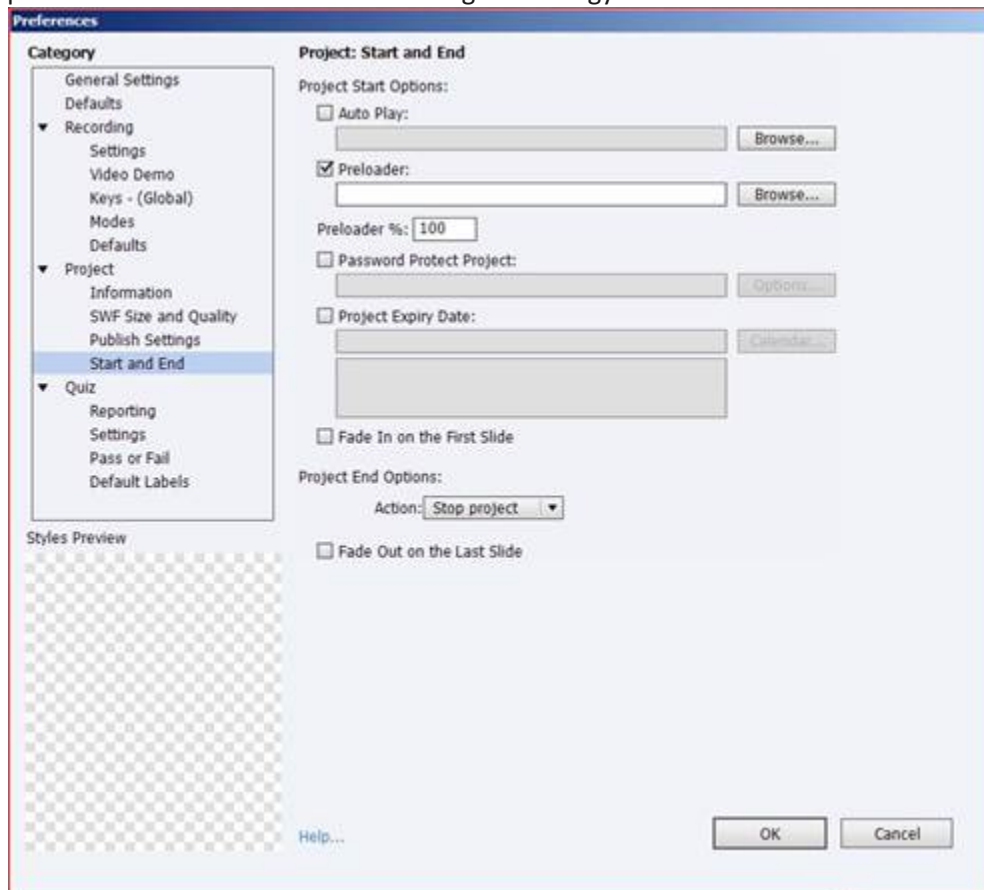 Preferences
Category
General Settings
Defaults
Recording
Settings
Video Demo
Keys - (Global)
Modes
Defaults
Project
Information
SWF Size and Quality
Publish Settings
Start and End
Quiz
Reporting
Settings
Pass or Fail
Default Labels
Styles Preview
Project: Start and End
Project Start Options:
Auto Play:
Browse...
Preloader:
Browse...
Preloader %: 100
Password Protect Project:
Options...
Project Expiry Date:
Calendar...
Fade In on the First Slide
Project End Options:
Action: Stop project
Fade Out on the Last Slide
Help...
OK Cancel